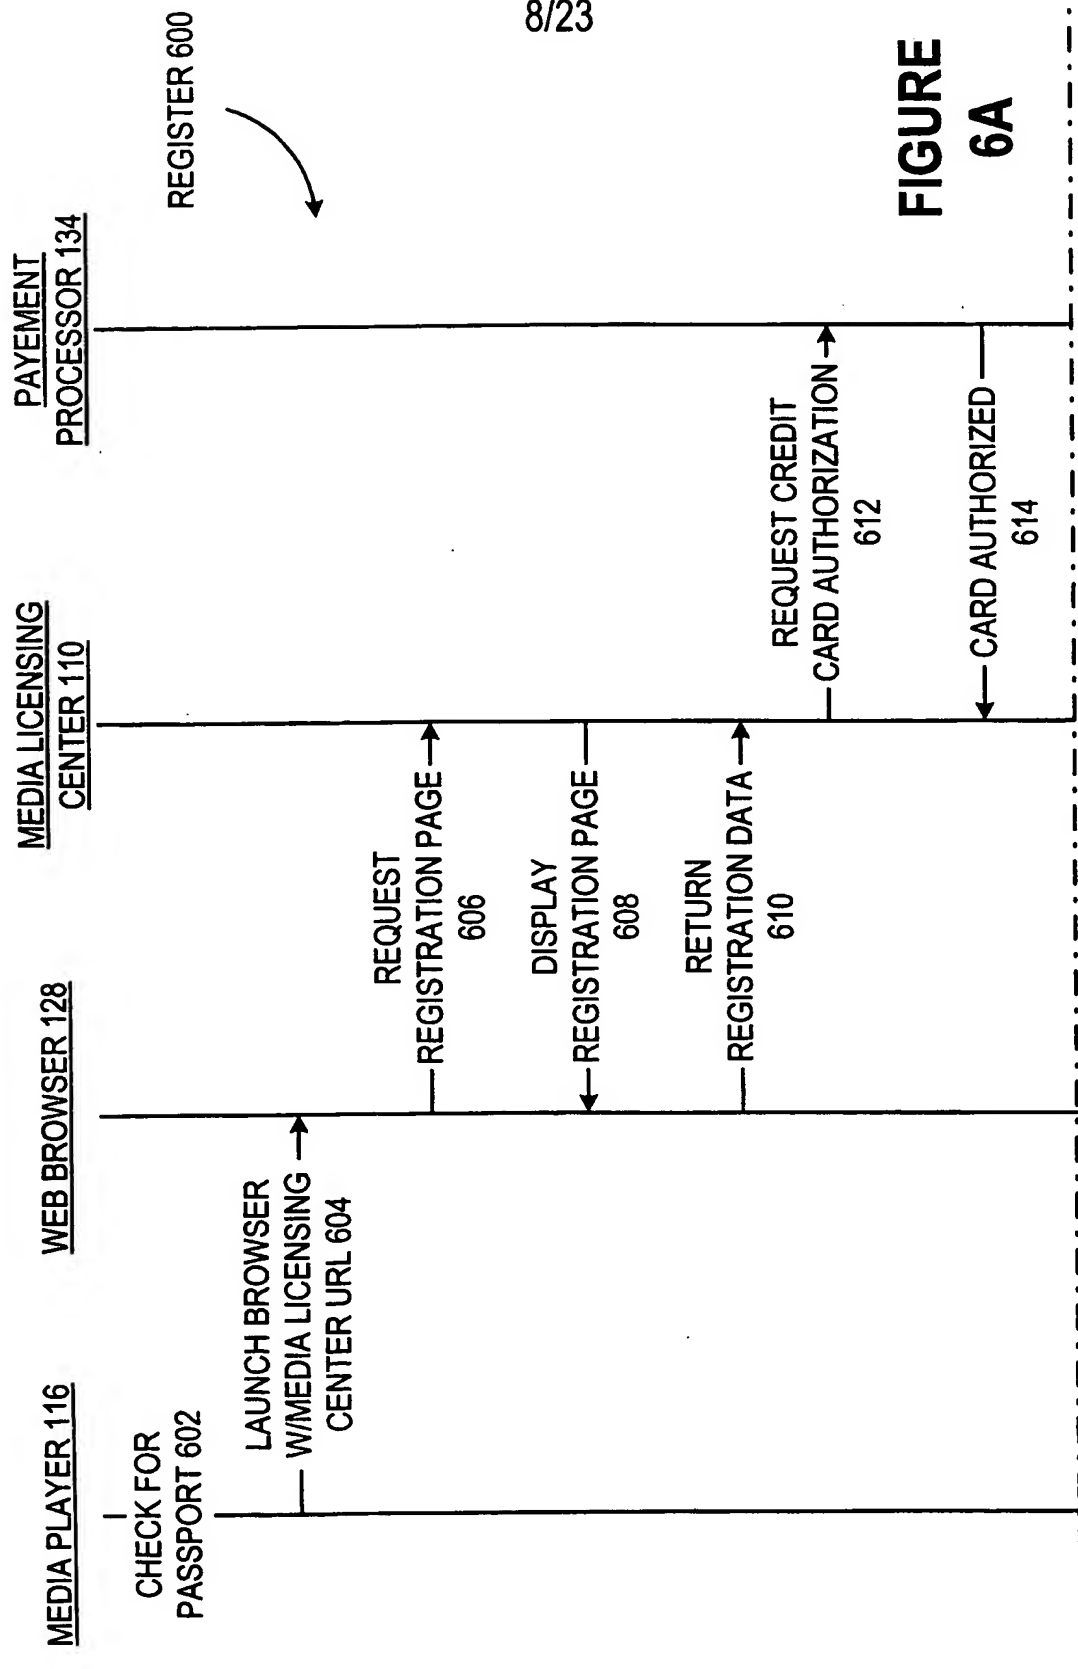 8/23
REGISTER 600
MEDIA PLAYER 116
WEB BROWSER 128
MEDIA LICENSING
CENTER 110
PAYEMENT
PROCESSOR 134
CHECK FOR
PASSPORT 602
LAUNCH BROWSER
W/MEDIA LICENSING
CENTER URL 604
REQUEST
REGISTRATION PAGE
606
DISPLAY
REGISTRATION PAGE
608
RETURN
REGISTRATION DATA
610
REQUEST CREDIT
CARD AUTHORIZATION
612
CARD AUTHORIZED
614
FIGURE
6A